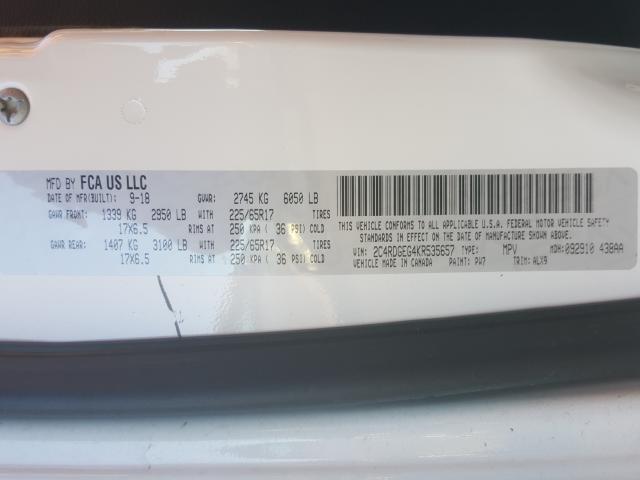 MFD BY FCA US LLC
DATE OF MFR(BUILT): 9-18 GVWR: 2745 KG 6050 LB
GAWR FRONT: 1339 KG 2950 LB WITH 225/65R17 TIRES
17X6.5 RIMS AT 250 KPA ( 36 PSI) COLD
GAWR REAR: 1407 KG 3100 LB WITH 225/65R17 TIRES
17X6.5 RIMS AT 250 KPA ( 36 PSI) COLD
THIS VEHICLE CONFORMS TO ALL APPLICABLE U.S.A. FEDERAL MOTOR VEHICLE SAFETY
STANDARDS IN EFFECT ON THE DATE OF MANUFACTURE SHOWN ABOVE.
VIN: 2C4RDGEG4KR535657 TYPE: MPV MDH:092910 438AA
VEHICLE MADE IN CANADA PAINT: PW7 TRIM: ALX9